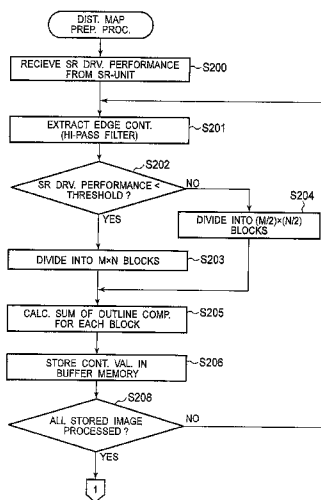 DIST. MAP
PREP. PROC.
RECIEVE SR DRV. PERFORMANCE
FROM SR-UNIT
S200
EXTRACT EDGE CONT.
(HI-PASS FILTER)
S201
S202
SR DRV. PERFORMANCE <
THRESHOLD ?
NO
YES
S204
DIVIDE INTO (M/2)×(N/2)
BLOCKS
DIVIDE INTO M×N BLOCKS
S203
CALC. SUM OF OUTLINE COMP.
FOR EACH BLOCK
S205
STORE CONT. VAL. IN
BUFFER MEMORY
S206
S208
ALL STORED IMAGE
PROCESSED ?
NO
YES
1